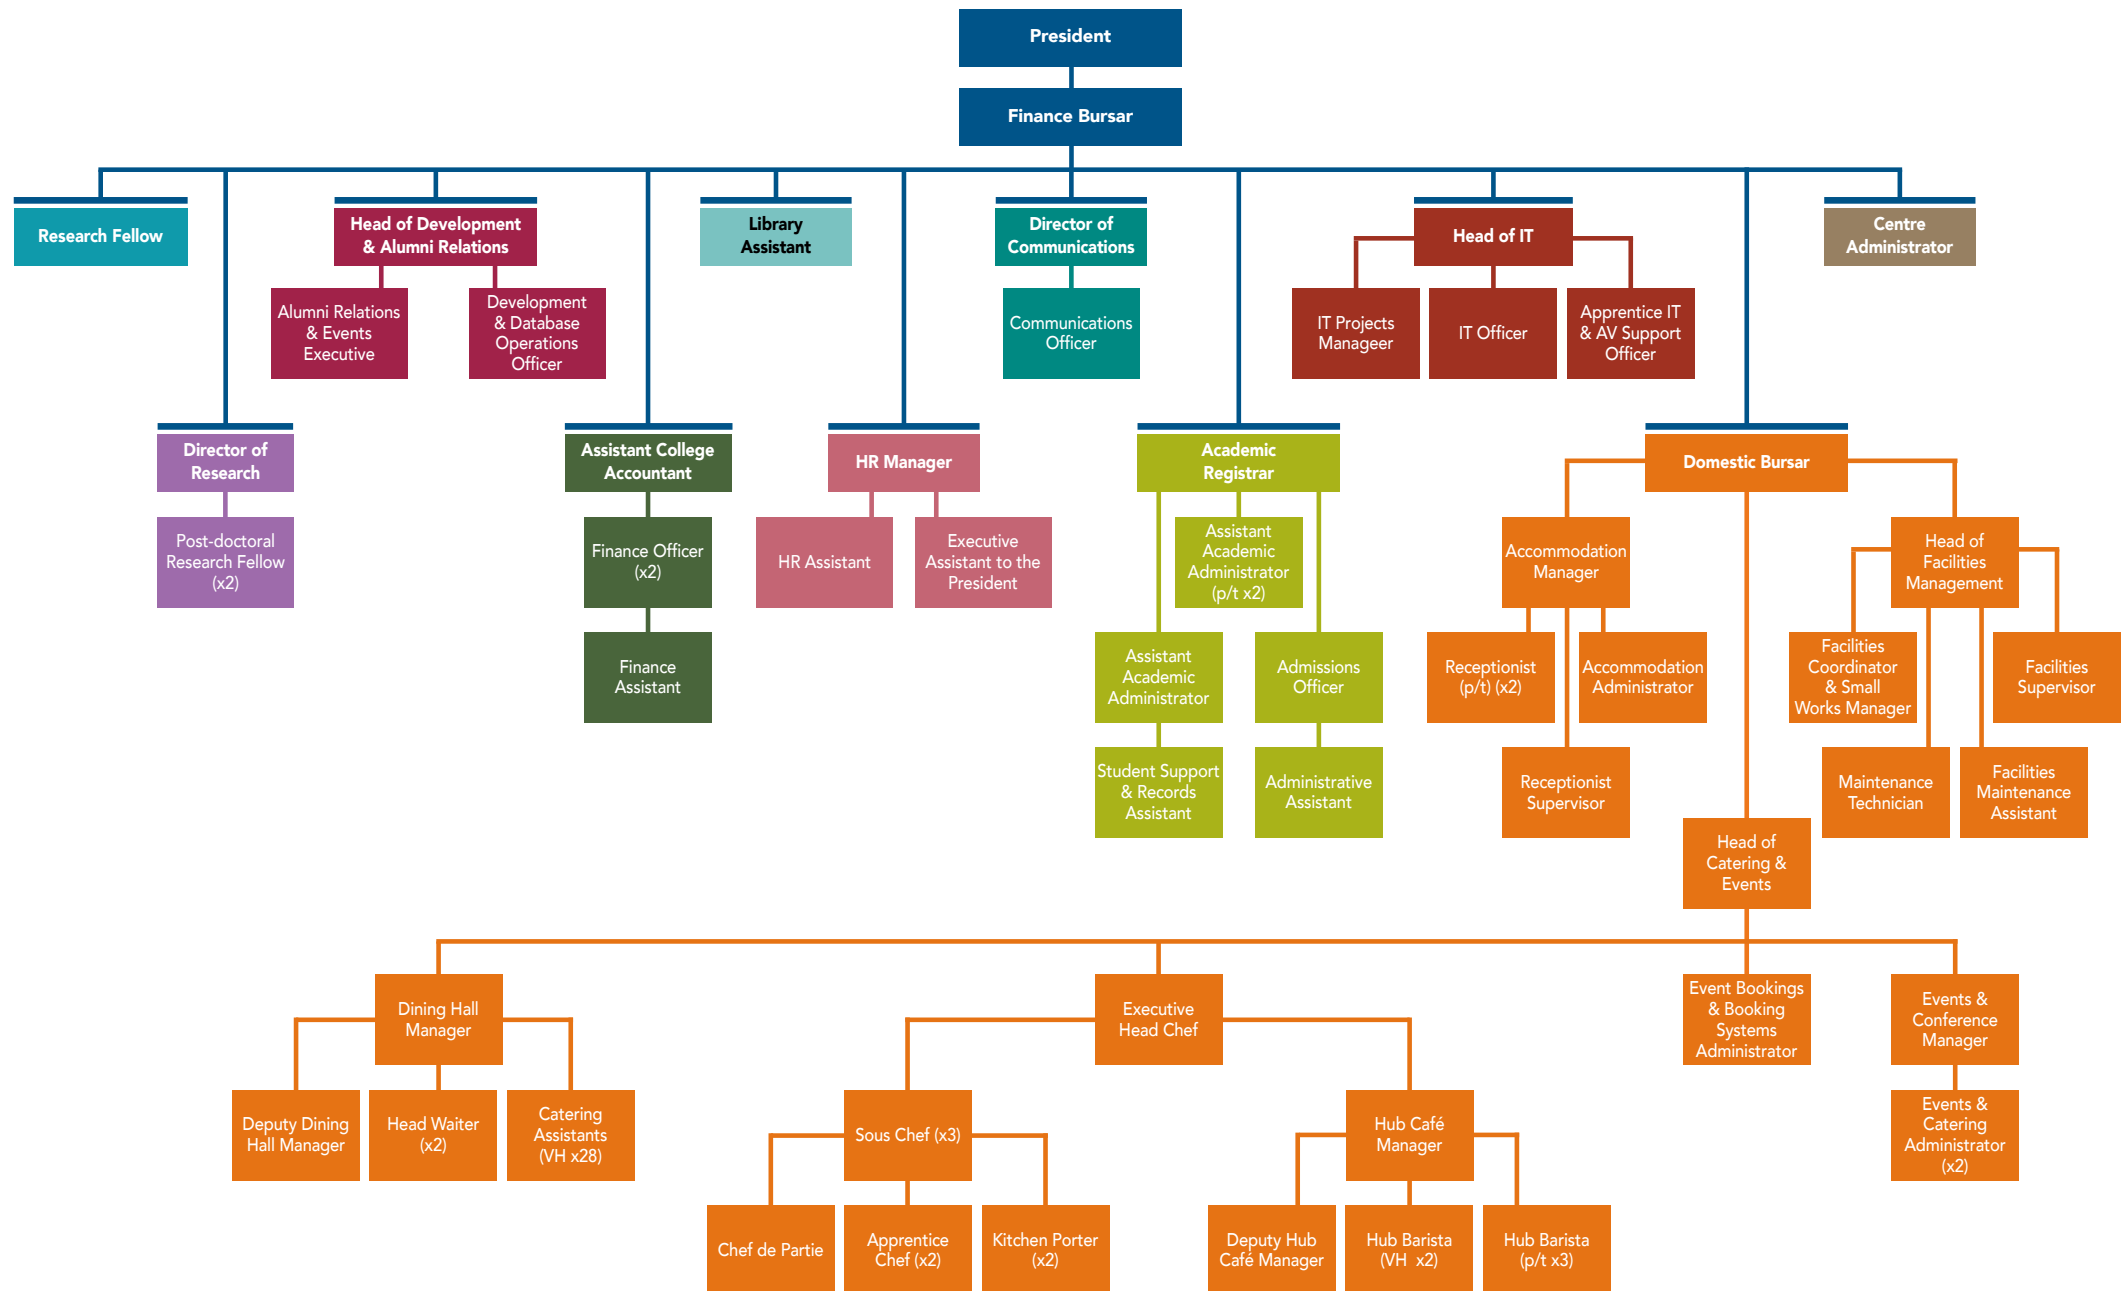 President
Finance Bursar
Research Fellow
Head of Development
& Alumni Relations
Library
Assistant
Director of
Communications
Head of IT
Centre
Administrator
Alumni Relations
& Events
Executive
Development
& Database
Operations
Officer
Communications
Officer
IT Projects
Manageer
IT Officer
Apprentice IT
& AV Support
Officer
Director of
Research
Assistant College
Accountant
HR Manager
Academic
Registrar
Domestic Bursar
Post-doctoral
Research Fellow
(x2)
Finance Officer
(x2)
HR Assistant
Executive
Assistant to the
President
Assistant
Academic
Administrator
(p/t x2)
Accommodation
Manager
Head of
Facilities
Management
Finance
Assistant
Assistant
Academic
Administrator
Admissions
Officer
Receptionist
(p/t) (x2)
Accommodation
Administrator
Facilities
Coordinator
& Small
Works Manager
Facilities
Supervisor
Student Support
& Records
Assistant
Administrative
Assistant
Receptionist
Supervisor
Maintenance
Technician
Facilities
Maintenance
Assistant
Head of
Catering &
Events
Dining Hall
Manager
Executive
Head Chef
Event Bookings
& Booking
Systems
Administrator
Events &
Conference
Manager
Deputy Dining
Hall Manager
Head Waiter
(x2)
Catering
Assistants
(VH x28)
Sous Chef (x3)
Hub Café
Manager
Events &
Catering
Administrator
(x2)
Chef de Partie
Apprentice
Chef (x2)
Kitchen Porter
(x2)
Deputy Hub
Café Manager
Hub Barista
(VH  x2)
Hub Barista
(p/t x3)